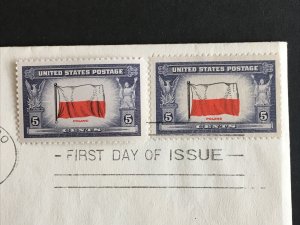 UNITED STATES POSTAGE
5 POLAND 5
CENTS
UNITED STATES POSTAGE
5 POLAND 5
CENTS
FIRST DAY OF ISSUE